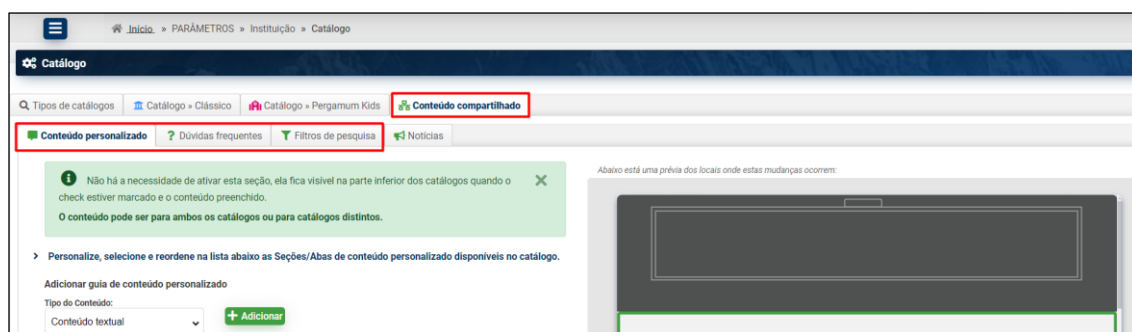 Início » PARÂMETROS » Instituição » Catálogo
Catálogo
Tipos de catálogos Catálogo » Clássico Catálogo » Pergamum Kids Conteúdo compartilhado
Conteúdo personalizado ? Dúvidas frequentes Filtros de pesquisa Notícias
Não há a necessidade de ativar esta seção, ela fica visível na parte inferior dos catálogos quando o
check estiver marcado e o conteúdo preenchido.
O conteúdo pode ser para ambos os catálogos ou para catálogos distintos.
Abaixo está uma prévia dos locais onde estas mudanças ocorrem:
Personalize, selecione e reordene na lista abaixo as Seções/Abas de conteúdo personalizado disponíveis no catálogo.
Adicionar guia de conteúdo personalizado
Tipo do Conteúdo:
Conteúdo textual + Adicionar